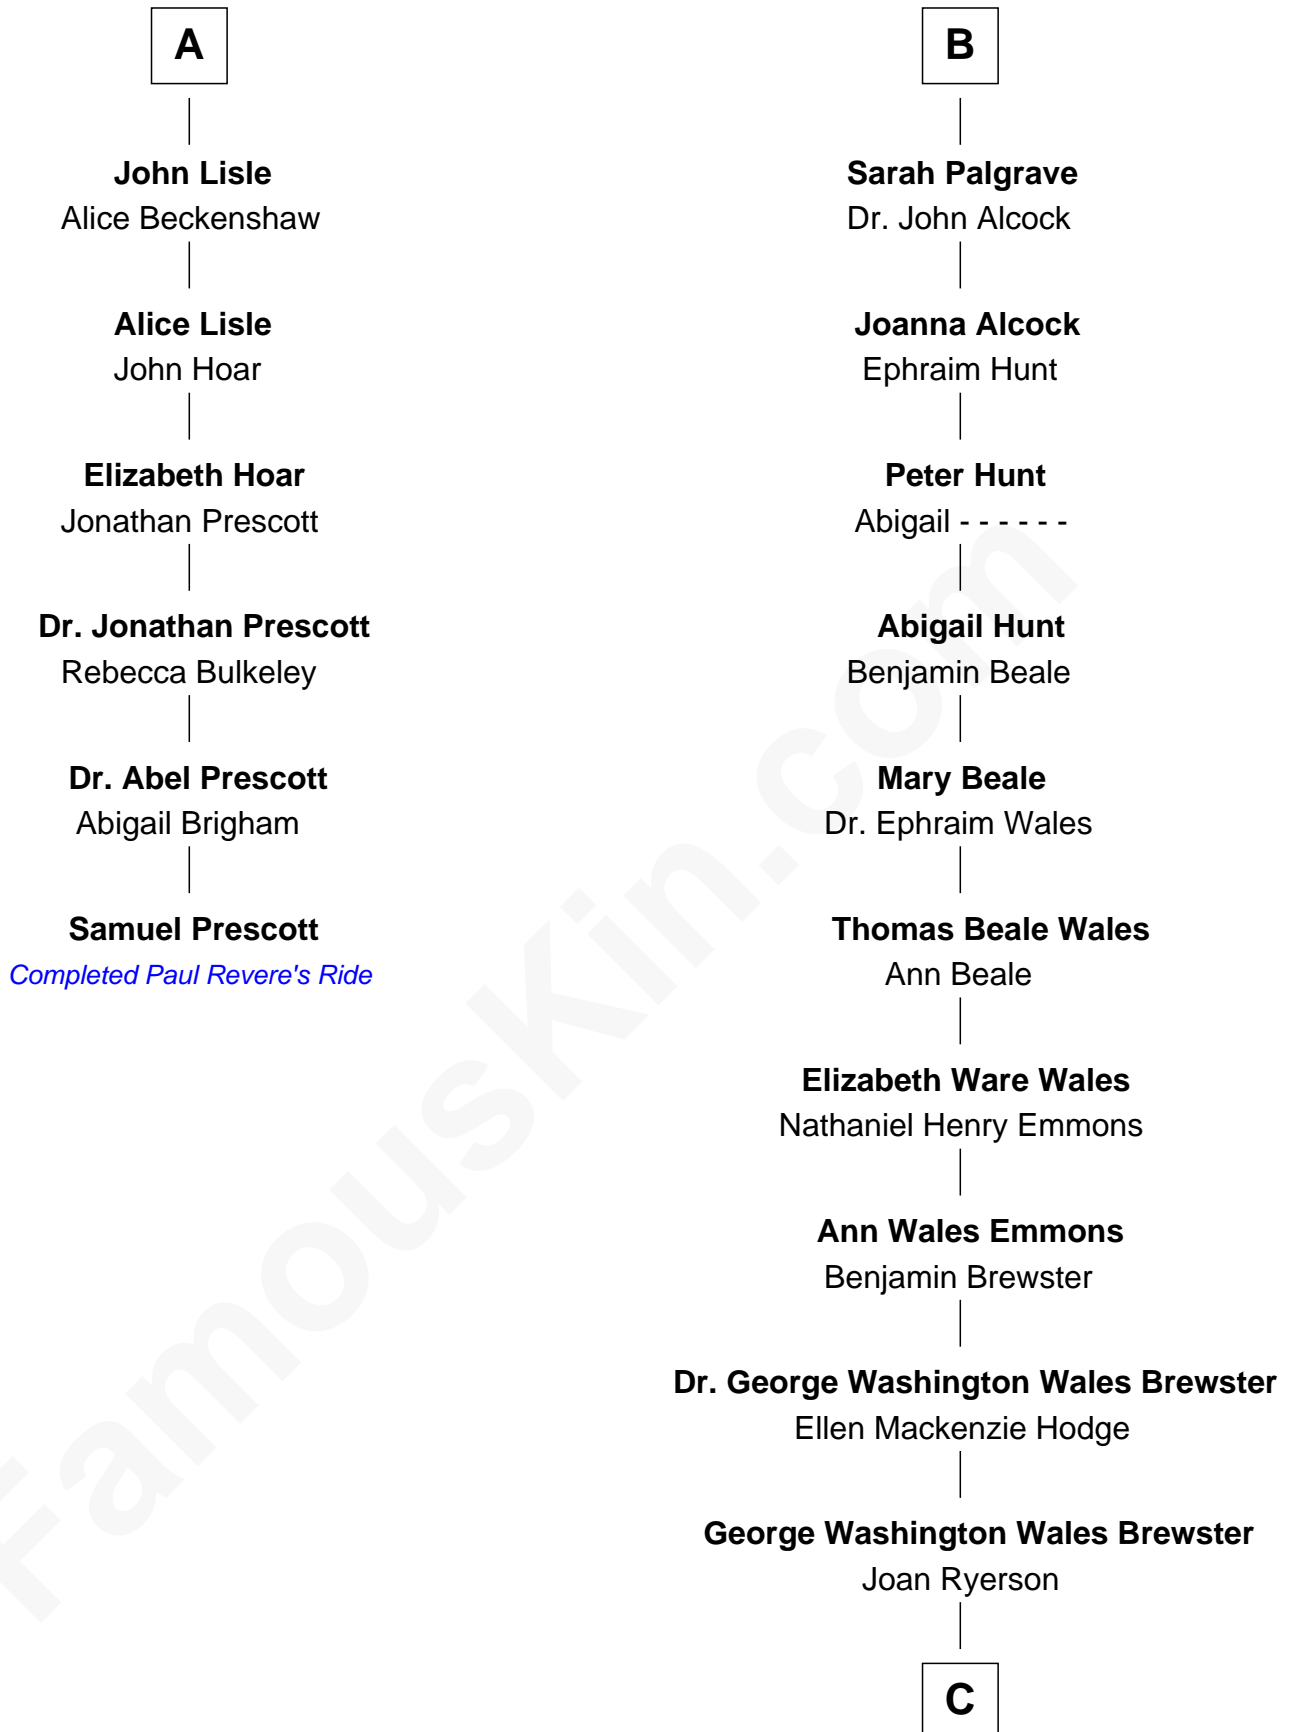 A
John Lisle
Alice Beckenshaw
Alice Lisle
John Hoar
Elizabeth Hoar
Jonathan Prescott
Dr. Jonathan Prescott
Rebecca Bulkeley
Dr. Abel Prescott
Abigail Brigham
Samuel Prescott
Completed Paul Revere's Ride
B
Sarah Palgrave
Dr. John Alcock
Joanna Alcock
Ephraim Hunt
Peter Hunt
Abigail - - - - - -
Abigail Hunt
Benjamin Beale
Mary Beale
Dr. Ephraim Wales
Thomas Beale Wales
Ann Beale
Elizabeth Ware Wales
Nathaniel Henry Emmons
Ann Wales Emmons
Benjamin Brewster
Dr. George Washington Wales Brewster
Ellen Mackenzie Hodge
George Washington Wales Brewster
Joan Ryerson
C
FamousKin.com